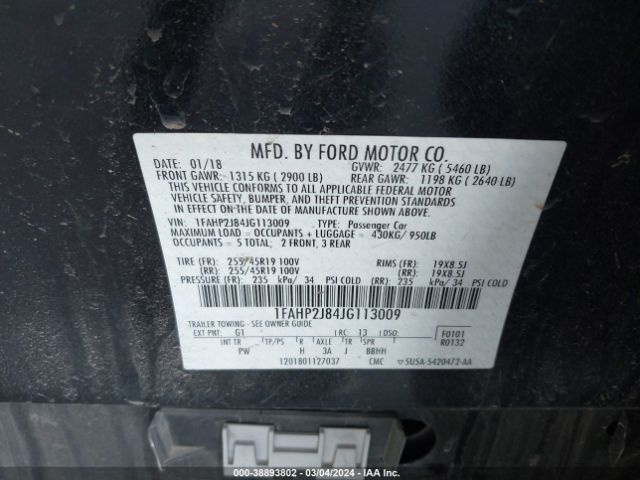 MFD. BY FORD MOTOR CO.
DATE: 01/18 GVWR: 2477 KG ( 5460 LB)
FRONT GAWR: 1315 KG ( 2900 LB) REAR GAWR: 1198 KG ( 2640 LB)
THIS VEHICLE CONFORMS TO ALL APPLICABLE FEDERAL MOTOR
VEHICLE SAFETY, BUMPER, AND THEFT PREVENTION STANDARDS
IN EFFECT ON THE DATE OF MANUFACTURE SHOWN ABOVE.
VIN: 1FAHP2J84JG113009 TYPE: Passenger Car
MAXIMUM LOAD = OCCUPANTS + LUGGAGE = 430KG/ 950LB
OCCUPANTS = 5 TOTAL; 2 FRONT, 3 REAR
TIRE (FR): 255/45R19 100V RIMS (FR): 19X8.5J
(RR): 255/45R19 100V (RR): 19X8.5J
PRESSURE (FR): 235 kPa/ 34 PSI COLD (RR): 235 kPa/ 34 PSI COLD
1FAHP2J84JG113009
TRAILER TOWING - SEE OWNER GUIDE
EXT PNT: G1 RC: 13 DSO: F0101
INT TR TP/PS R AXLE TR SPR R0132
PW H 3A J BBHH
1201801127037 CMC 5U5A-5420472-AA
000-38893802 - 03/04/2024 - IAA Inc.